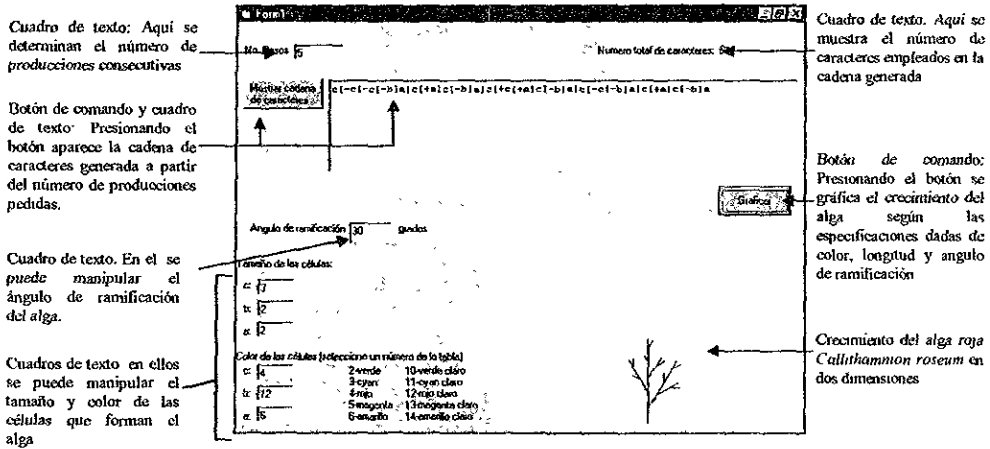 Cuadro de texto: Aquí se
determinan el número de
producciones consecutivas
Botón de comando y cuadro
de texto· Presionando el
botón aparece la cadena de
caracteres generada a partir
del número de producciones
pedidas.
Cuadro de texto. En el se
puede manipular el
ángulo de ramificación
del alga.
Cuadros de texto en ellos
se puede manipular el
tamaño y color de las
células que forman el
alga
Form1
No. Pasos 5
Numero total de caracteres:
Mostrar cadena
de caracteres
c[-c[-c[-b]a]c[+a]c[-b]a]c[+c[+a]c[-b]a]c[-c[-b]a]c[+a]c[-b]a
Graficar
Angulo de ramificación 30 grados
Tamaño de las células:
c:
b: 2
a: 2
Color de las células (seleccione un número de la tabla)
c: 4
b: 12
a:
2-verde 10-verde claro
3-cyan 11-cyan claro
4-rojo 12-rojo claro
5-magenta 13-magenta claro
6-amarillo 14-amarillo claro
Cuadro de texto. Aquí se
muestra el número de
caracteres empleados en la
cadena generada
Botón de comando:
Presionando el botón se
gráfica el crecimiento del
alga según las
especificaciones dadas de
color, longitud y angulo
de ramificación
Crecimiento del alga roja
Callithamnion roseum en
dos dimensiones